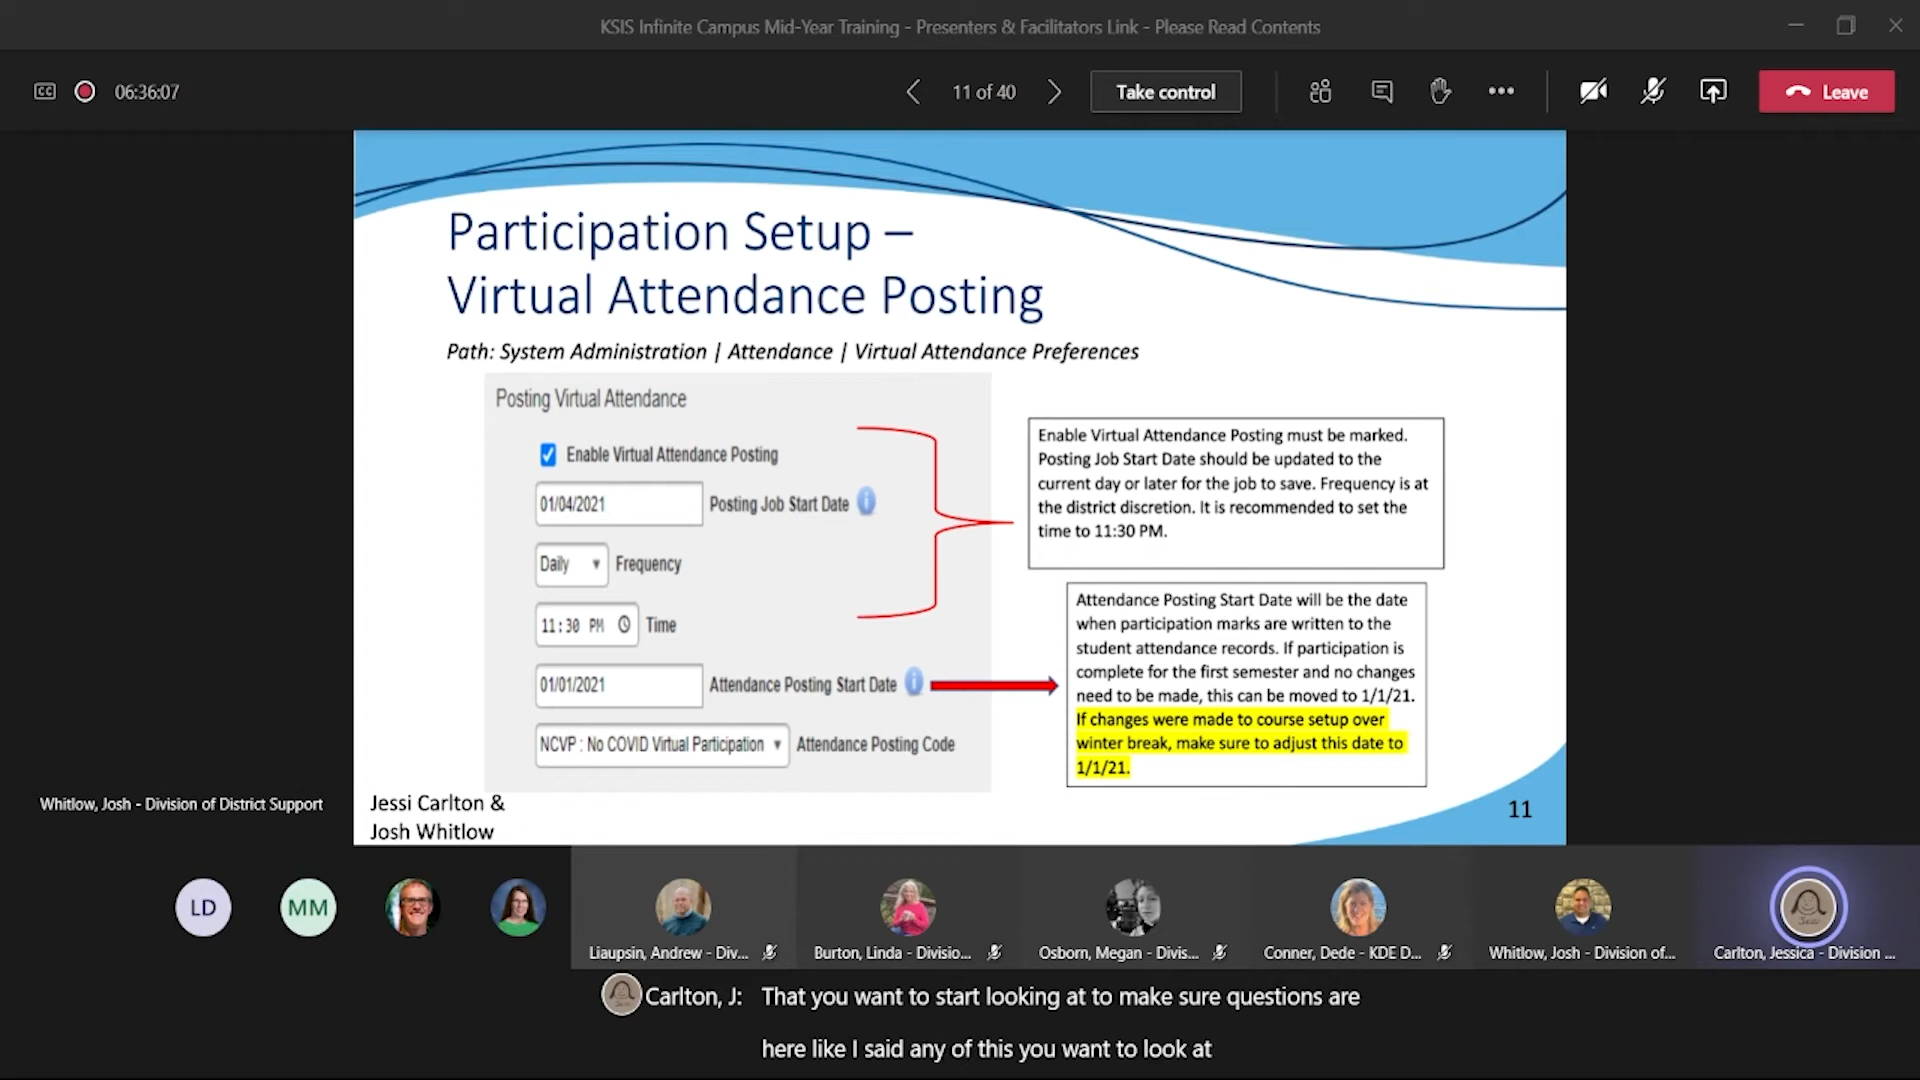 KSIS Infinite Campus Mid-Year Training - Presenters & Facilitators Link - Please Read Contents
CC
06:36:07
11 of 40
Take control
Leave
Participation Setup –
Virtual Attendance Posting
Path: System Administration | Attendance | Virtual Attendance Preferences
Posting Virtual Attendance
Enable Virtual Attendance Posting
01/04/2021 Posting Job Start Date
Daily Frequency
11:30 PM Time
01/01/2021 Attendance Posting Start Date
NCVP : No COVID Virtual Participation Attendance Posting Code
Enable Virtual Attendance Posting must be marked.
Posting Job Start Date should be updated to the
current day or later for the job to save. Frequency is at
the district discretion. It is recommended to set the
time to 11:30 PM.
Attendance Posting Start Date will be the date
when participation marks are written to the
student attendance records. If participation is
complete for the first semester and no changes
need to be made, this can be moved to 1/1/21.
If changes were made to course setup over
winter break, make sure to adjust this date to
1/1/21.
Whitlow, Josh - Division of District Support
Jessi Carlton &
Josh Whitlow
11
LD
MM
Liaupsin, Andrew - Div...
Burton, Linda - Divisio...
Osborn, Megan - Divis...
Conner, Dede - KDE D...
Whitlow, Josh - Division of...
Carlton, Jessica - Division ...
Carlton, J: That you want to start looking at to make sure questions are
here like I said any of this you want to look at